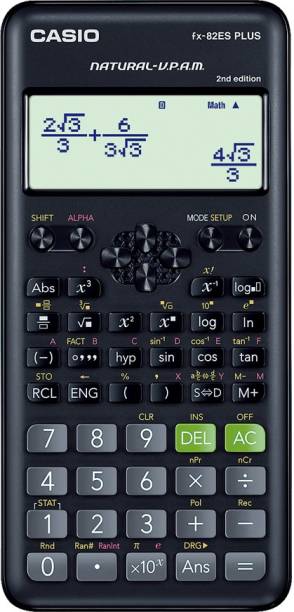 CASIO fx-82ES PLUS
NATURAL-V.P.A.M.
2nd edition
D Math ▲
2√3/3 + 6/3√3
4√3/3
SHIFT ALPHA MODE SETUP ON
: x!
Abs x³ x⁻¹ log▪▯
³√ ▪√▯ 10▪ e▪
√▪ x² x▪ log ln
A FACT B C sin⁻¹ D cos⁻¹ E tan⁻¹ F
(−) ° ' '' hyp sin cos tan
STO ← % , X a b/c⇔d/c Y M− M
RCL ENG ( ) S⇔D M+
CLR INS OFF
7 8 9 DEL AC
nPr nCr
4 5 6 × ÷
STAT Pol Rec
1 2 3 + −
Rnd Ran# RanInt π e DRG▶
0 • ×10ˣ Ans =